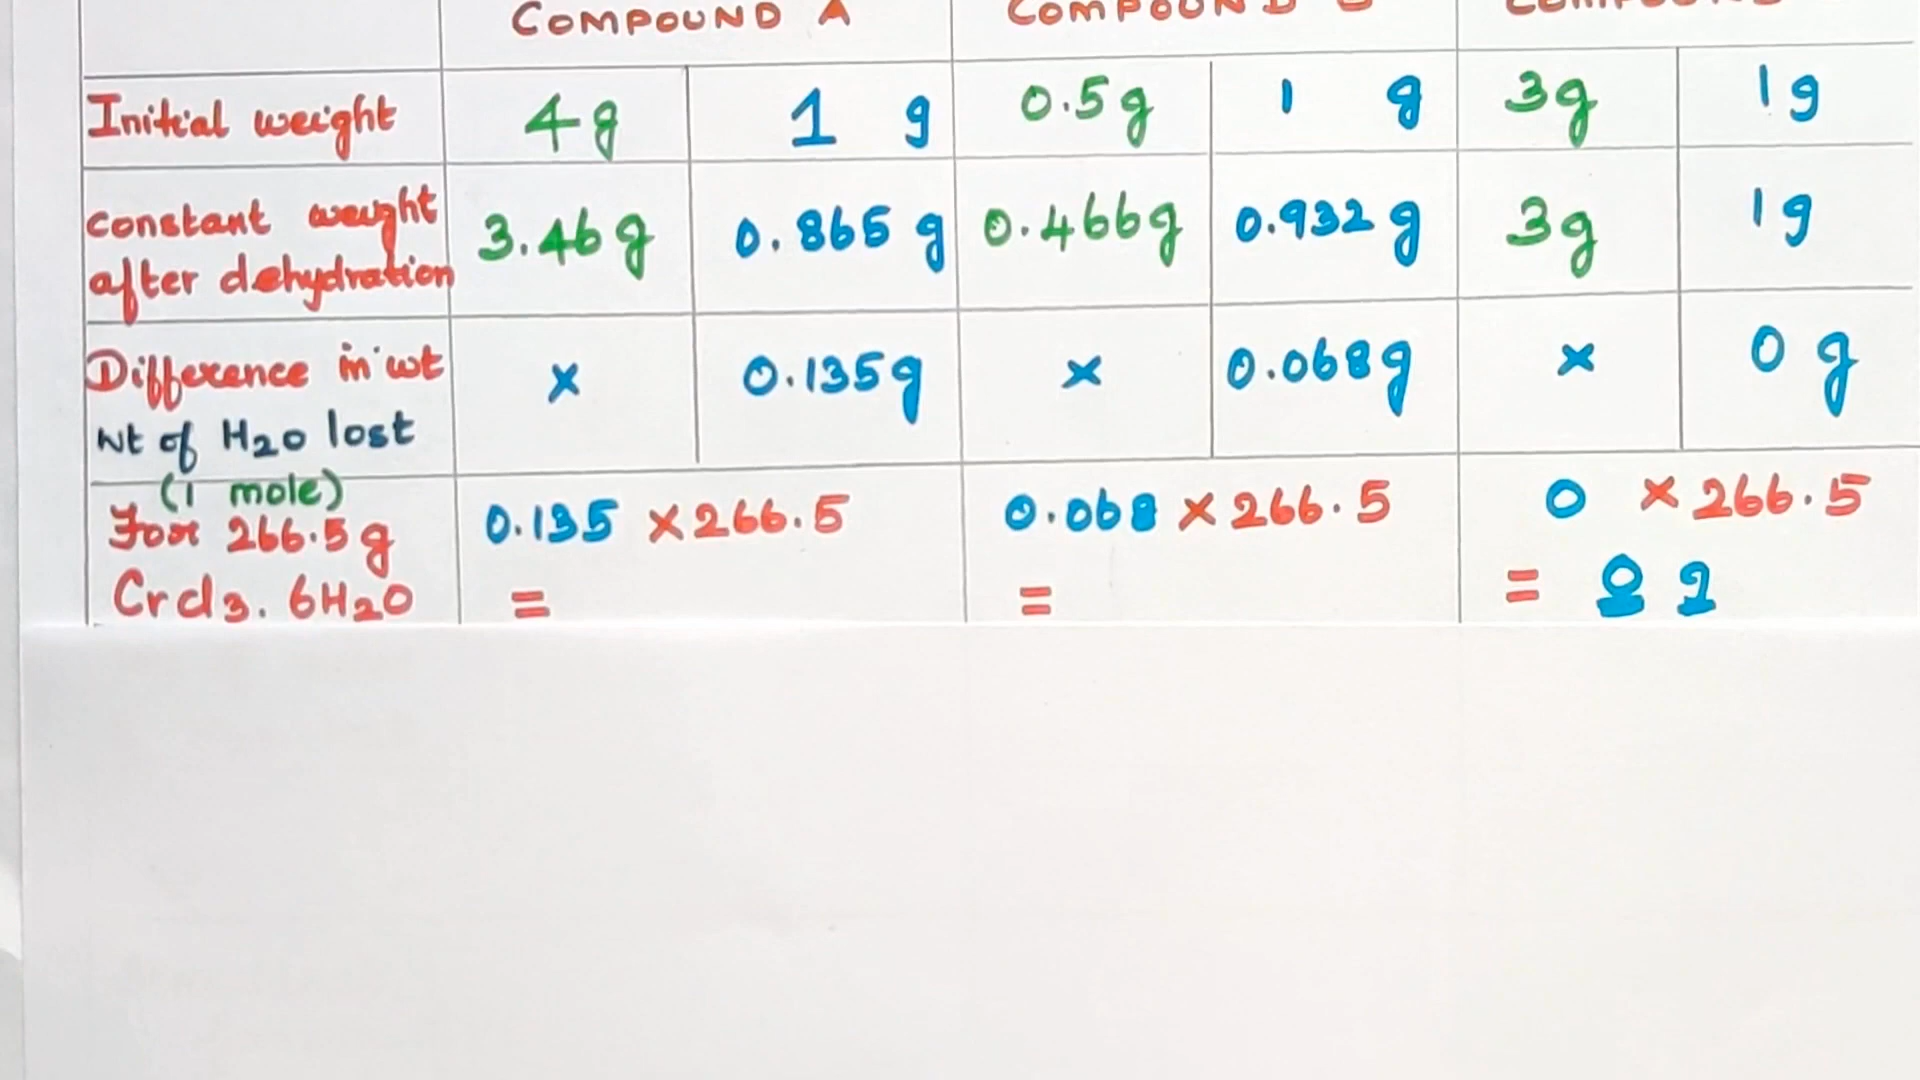 COMPOUND A COMPOUND
Initial weight 4g 1 g 0.5g 1 g 3g 1g
constant weight
after dehydration 3.46g 0.865 g 0.466g 0.932g 3g 1g
Difference in wt × 0.135g × 0.068g × 0 g
Wt of H2O lost
(1 mole)
For 266.5g 0.135 ×266.5 0.068 ×266.5 0 ×266.5
CrCl3. 6H2O = = =